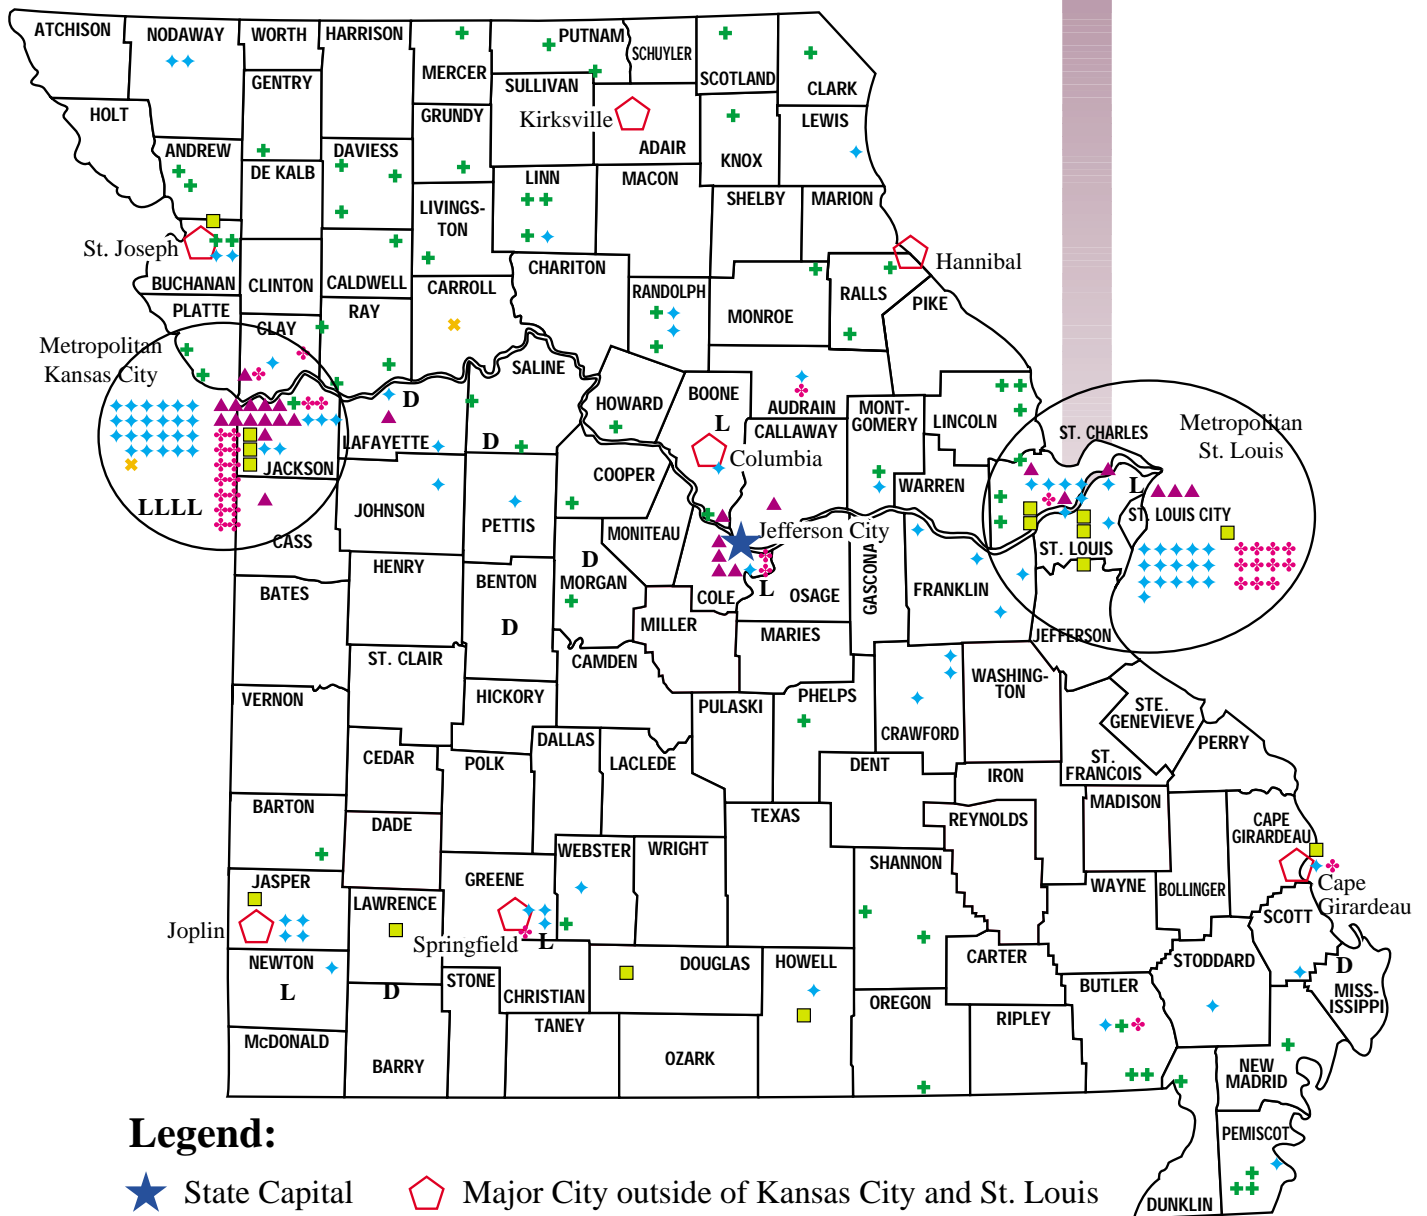 ATCHISON
NODAWAY
WORTH
HARRISON
MERCER
PUTNAM
SCHUYLER
SCOTLAND
CLARK
HOLT
GENTRY
SULLIVAN
GRUNDY
Kirksville
ADAIR
KNOX
LEWIS
ANDREW
DE KALB
DAVIESS
LINN
MACON
SHELBY
MARION
LIVINGS-
TON
St. Joseph
Hannibal
BUCHANAN
CLINTON
CALDWELL
CARROLL
CHARITON
RANDOLPH
MONROE
RALLS
PIKE
PLATTE
CLAY
RAY
Metropolitan
Kansas City
SALINE
HOWARD
BOONE
AUDRAIN
MONT-
GOMERY
LINCOLN
ST. CHARLES
Metropolitan
St. Louis
D
L
CALLAWAY
LAFAYETTE
D
Columbia
WARREN
JACKSON
COOPER
L
ST. LOUIS CITY
LLLL
JOHNSON
PETTIS
MONITEAU
Jefferson City
ST. LOUIS
CASS
HENRY
BENTON
D
MORGAN
COLE
L
OSAGE
GASCONA
FRANKLIN
BATES
D
MILLER
MARIES
JEFFERSON
ST. CLAIR
CAMDEN
VERNON
HICKORY
PULASKI
PHELPS
CRAWFORD
WASHING-
TON
STE.
GENEVIEVE
PERRY
CEDAR
POLK
DALLAS
LACLEDE
DENT
IRON
ST.
FRANCOIS
BARTON
DADE
TEXAS
REYNOLDS
MADISON
CAPE
GIRARDEAU
WEBSTER
WRIGHT
SHANNON
JASPER
GREENE
LAWRENCE
WAYNE
BOLLINGER
Cape
Girardeau
Joplin
Springfield
L
SCOTT
NEWTON
L
D
STONE
CHRISTIAN
DOUGLAS
HOWELL
CARTER
STODDARD
D
MISS-
ISSIPPI
BUTLER
OREGON
RIPLEY
McDONALD
BARRY
TANEY
OZARK
NEW
MADRID
PEMISCOT
DUNKLIN
Legend:
State Capital
Major City outside of Kansas City and St. Louis